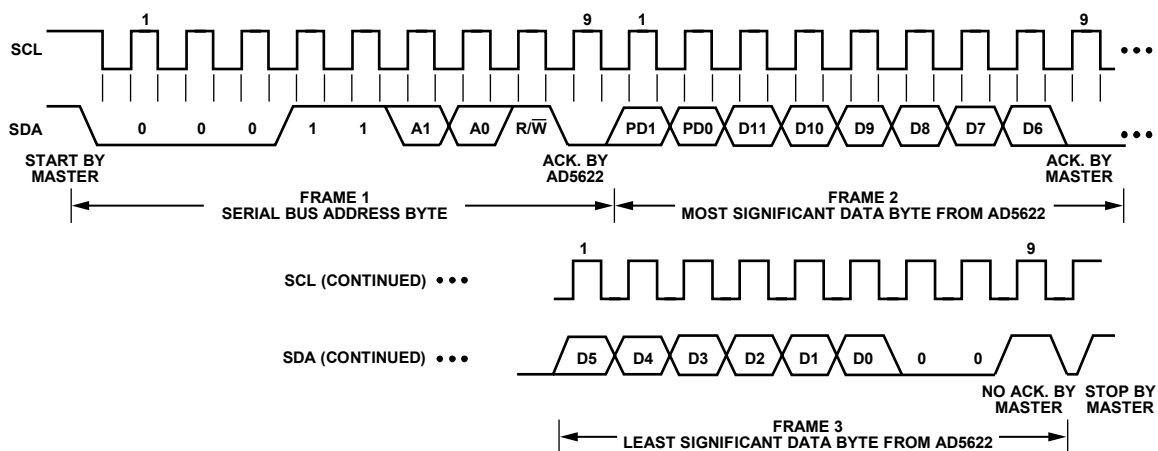 1 9 1 9
SCL
SDA 0 0 0 1 1 A1 A0 R/W̅ PD1 PD0 D11 D10 D9 D8 D7 D6
START BY
MASTER
ACK. BY
AD5622
ACK. BY
MASTER
FRAME 1
SERIAL BUS ADDRESS BYTE
FRAME 2
MOST SIGNIFICANT DATA BYTE FROM AD5622
1 9
SCL (CONTINUED)
SDA (CONTINUED) D5 D4 D3 D2 D1 D0 0 0
NO ACK. BY
MASTER
STOP BY
MASTER
FRAME 3
LEAST SIGNIFICANT DATA BYTE FROM AD5622